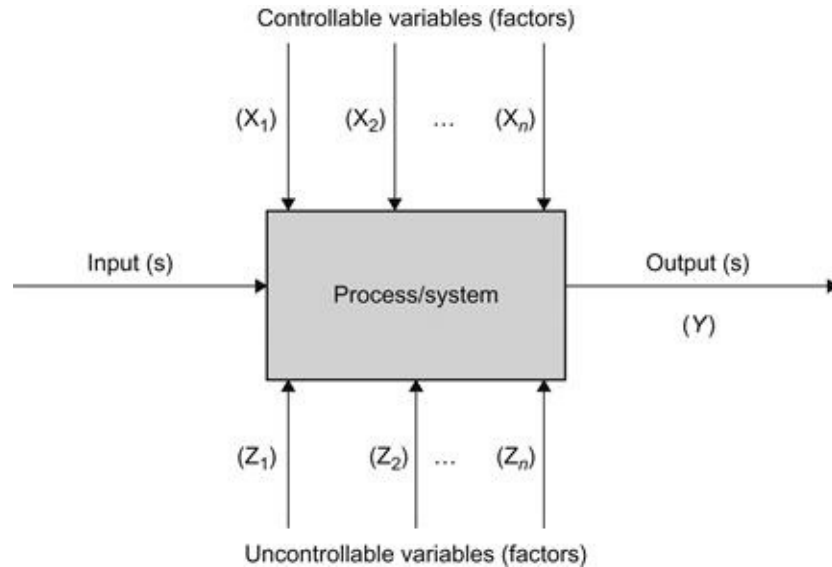 Controllable variables (factors)
(X₁) (X₂) ... (Xₙ)
Input (s)
Output (s)
Process/system
(Y)
(Z₁) (Z₂) ... (Zₙ)
Uncontrollable variables (factors)